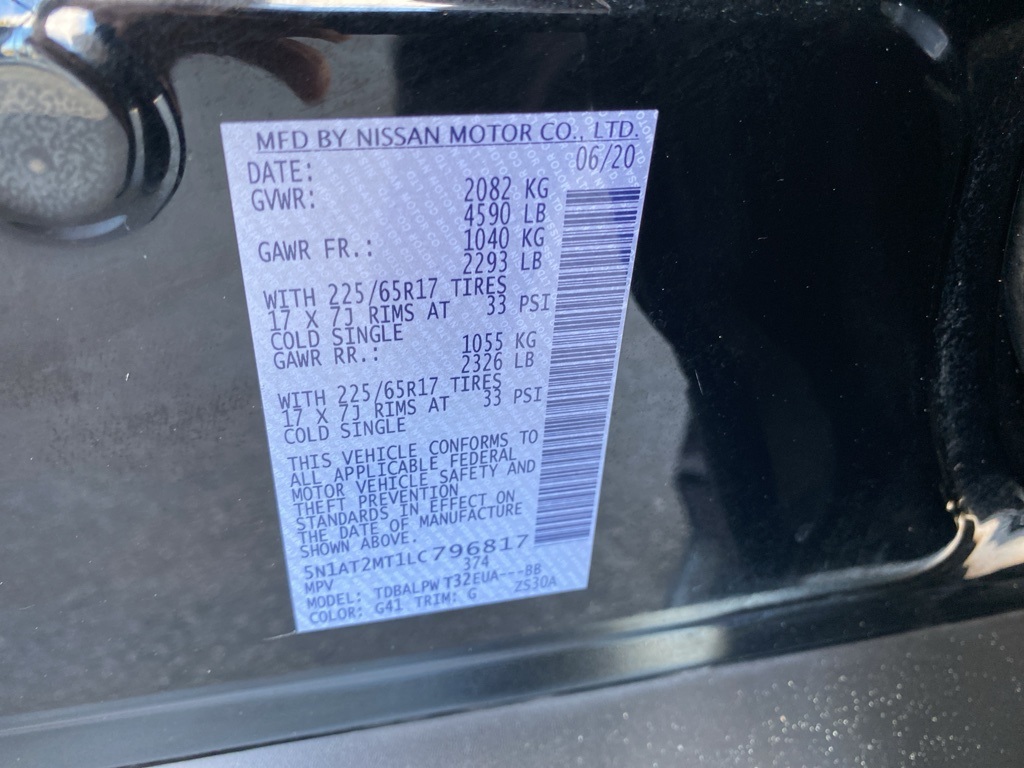 MFD BY NISSAN MOTOR CO., LTD.
DATE: 06/20
GVWR: 2082 KG
4590 LB
GAWR FR.: 1040 KG
2293 LB
WITH 225/65R17 TIRES
17 X 7J RIMS AT 33 PSI
COLD SINGLE
GAWR RR.: 1055 KG
2326 LB
WITH 225/65R17 TIRES
17 X 7J RIMS AT 33 PSI
COLD SINGLE
THIS VEHICLE CONFORMS TO
ALL APPLICABLE FEDERAL
MOTOR VEHICLE SAFETY AND
THEFT PREVENTION
STANDARDS IN EFFECT ON
THE DATE OF MANUFACTURE
SHOWN ABOVE.
5N1AT2MT1LC796817
MPV 374
MODEL: TDBALPWT32EUA---BB
COLOR: G41 TRIM: G ZS30A